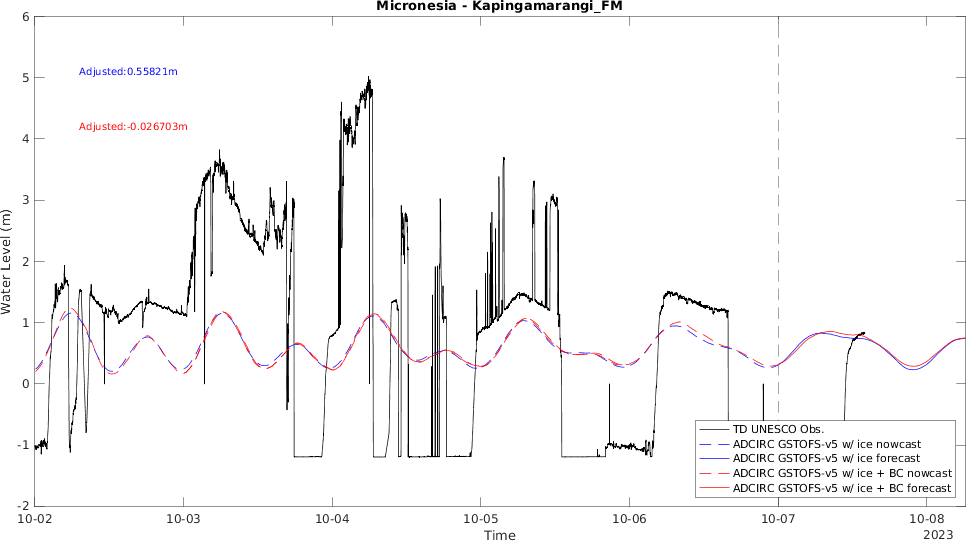 Micronesia - Kapingamarangi_FM
6
5
4
3
2
1
0
-1
-2
Water Level (m)
Adjusted:0.55821m
Adjusted:-0.026703m
TD UNESCO Obs.
ADCIRC GSTOFS-v5 w/ ice nowcast
ADCIRC GSTOFS-v5 w/ ice forecast
ADCIRC GSTOFS-v5 w/ ice + BC nowcast
ADCIRC GSTOFS-v5 w/ ice + BC forecast
10-02 10-03 10-04 10-05 10-06 10-07 10-08
Time
2023